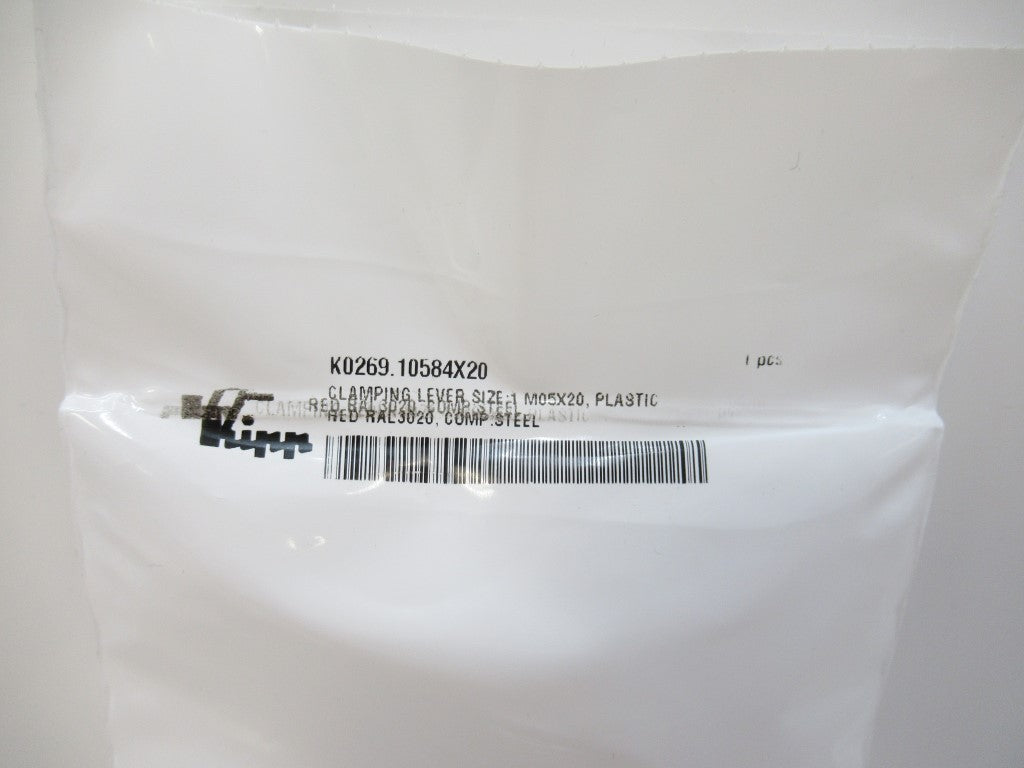 K0269.10584X20
1 pcs
CLAMPING LEVER SIZE:1 M05X20, PLASTIC
RED RAL3020, COMP:STEEL
Kipp